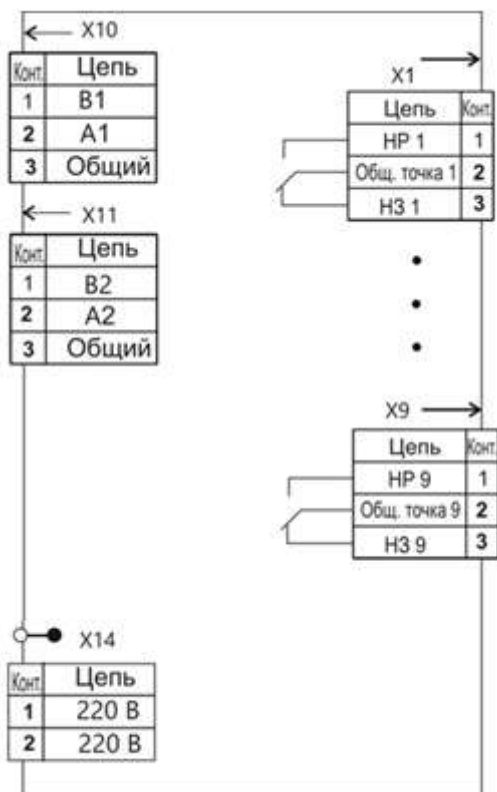 X10
Конт. Цепь
1 B1
2 A1
3 Общий
X11
Конт. Цепь
1 B2
2 A2
3 Общий
X14
Конт. Цепь
1 220 В
2 220 В
X1
Цепь Конт.
НР 1 1
Общ. точка 1 2
НЗ 1 3
X9
Цепь Конт.
НР 9 1
Общ. точка 9 2
НЗ 9 3